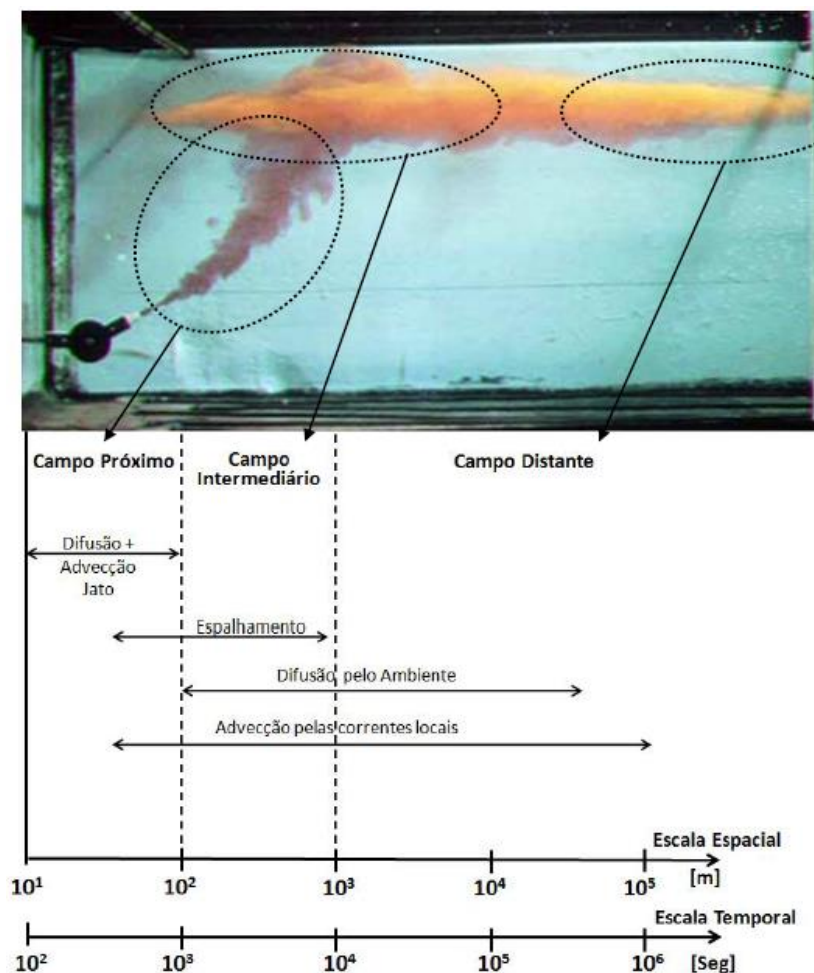 Campo Próximo
Campo
Intermediário
Campo Distante
Difusão +
Advecção
Jato
Espalhamento
Difusão pelo Ambiente
Advecção pelas correntes locais
Escala Espacial
10¹ 10² 10³ 10⁴ 10⁵ [m]
Escala Temporal
10² 10³ 10⁴ 10⁵ 10⁶ [Seg]